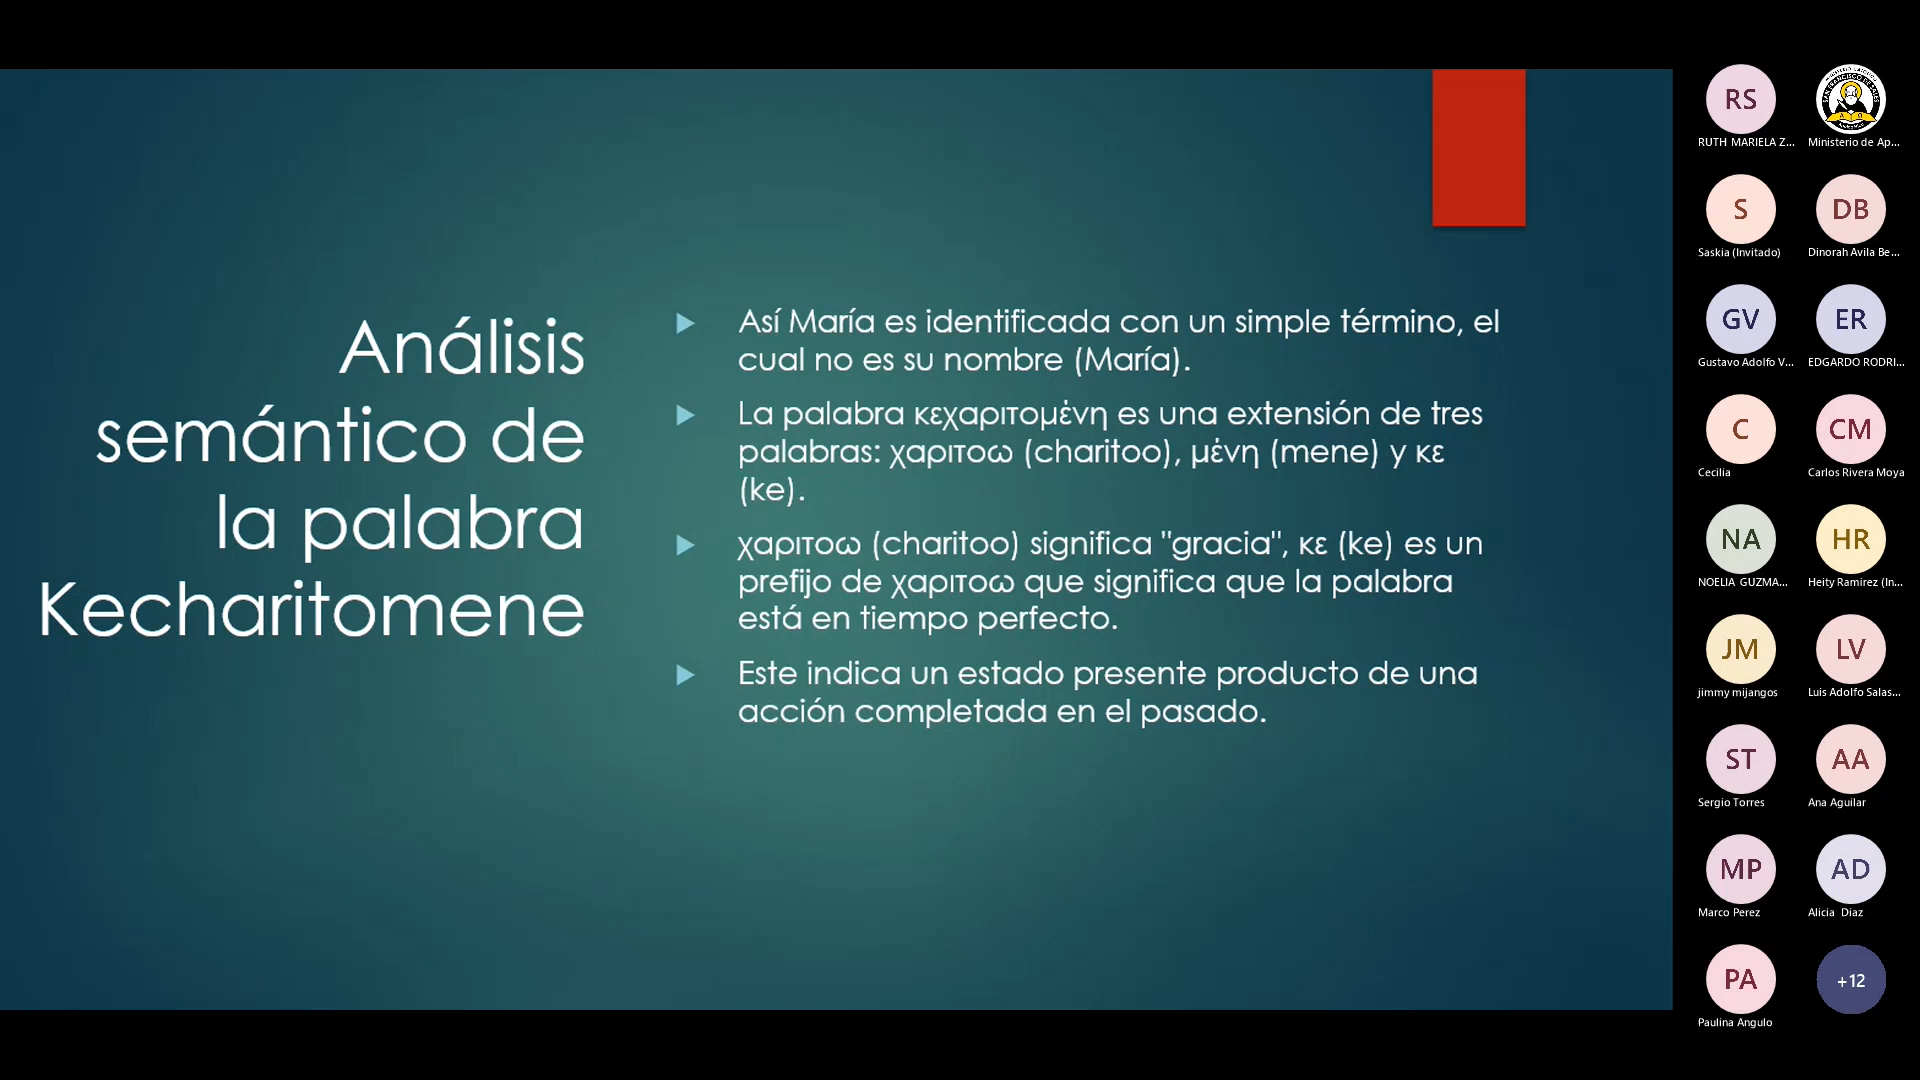 Análisis
semántico de
la palabra
Kecharitomene
Así María es identificada con un simple término, el
cual no es su nombre (María).
La palabra κεχαριτομένη es una extensión de tres
palabras: χαριτοω (charitoo), μένη (mene) y κε
(ke).
χαριτοω (charitoo) significa "gracia", κε (ke) es un
prefijo de χαριτοω que significa que la palabra
está en tiempo perfecto.
Este indica un estado presente producto de una
acción completada en el pasado.
RS
RUTH MARIELA Z...
Ministerio de Ap...
S
Saskia (Invitado)
DB
Dinorah Avila Be...
GV
Gustavo Adolfo V...
ER
EDGARDO RODRI...
C
Cecilia
CM
Carlos Rivera Moya
NA
NOELIA GUZMA...
HR
Heity Ramirez (In...
JM
jimmy mijangos
LV
Luis Adolfo Salas...
ST
Sergio Torres
AA
Ana Aguilar
MP
Marco Perez
AD
Alicia Diaz
PA
Paulina Angulo
+12